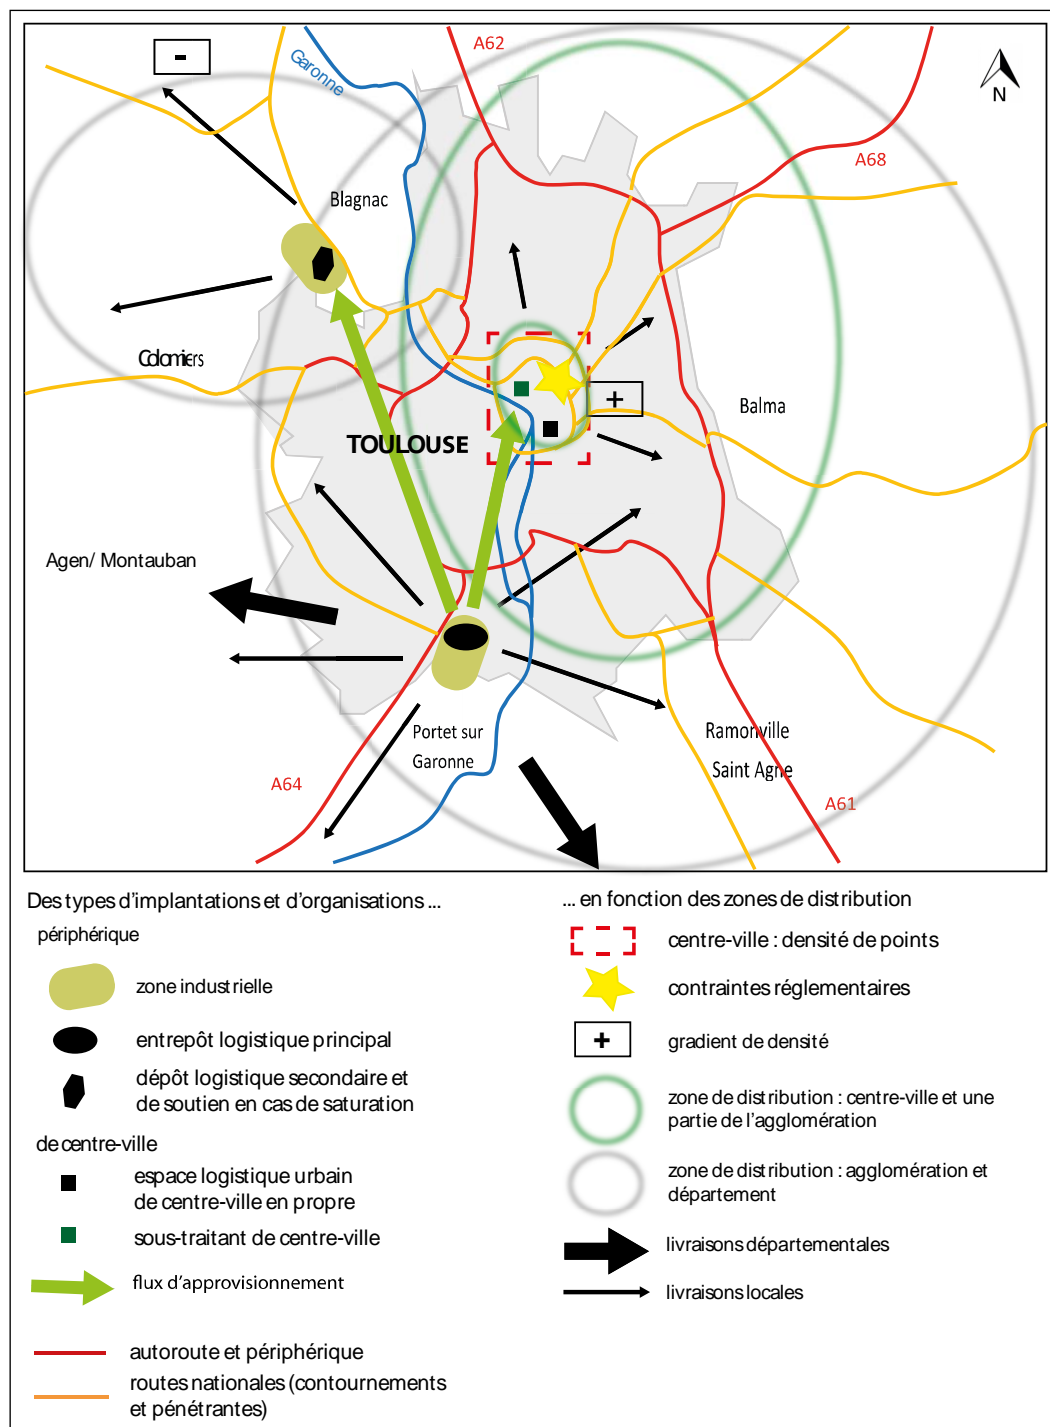 -
Garonne
A62
N
A68
Blagnac
Colomiers
+
Balma
TOULOUSE
Agen/ Montauban
Portet sur
Garonne
Ramonville
Saint Agne
A64
A61
Des types d'implantations et d'organisations ...
périphérique
zone industrielle
entrepôt logistique principal
dépôt logistique secondaire et
de soutien en cas de saturation
de centre-ville
espace logistique urbain
de centre-ville en propre
sous-traitant de centre-ville
flux d'approvisionnement
autoroute et périphérique
routes nationales (contournements
et pénétrantes)
... en fonction des zones de distribution
centre-ville : densité de points
contraintes réglementaires
+
gradient de densité
zone de distribution : centre-ville et une
partie de l'agglomération
zone de distribution : agglomération et
département
livraisons départementales
livraisons locales